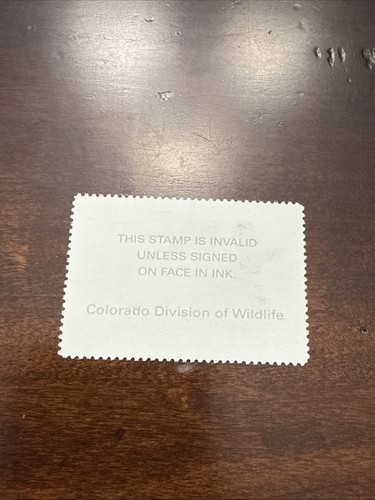 THIS STAMP IS INVALID
UNLESS SIGNED
ON FACE IN INK.
Colorado Division of Wildlife